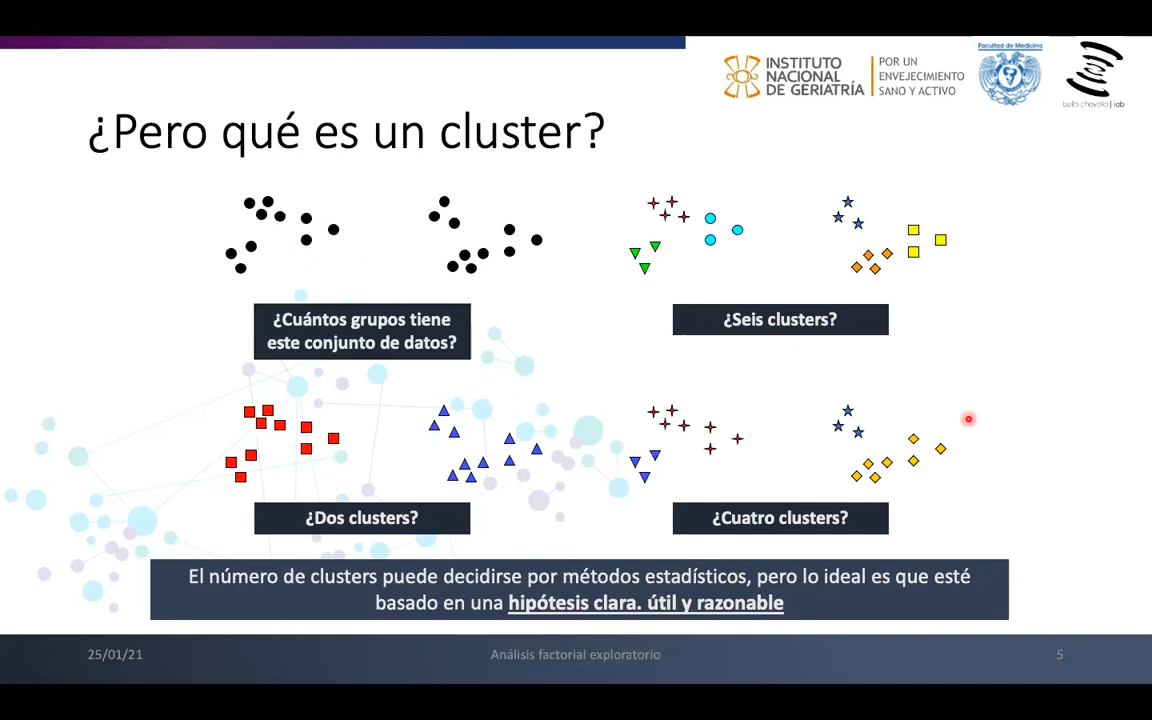 INSTITUTO
NACIONAL
DE GERIATRÍA
POR UN
ENVEJECIMIENTO
SANO Y ACTIVO
Facultad de Medicina
bello chavolla | lab
¿Pero qué es un cluster?
¿Cuántos grupos tiene
este conjunto de datos?
¿Seis clusters?
¿Dos clusters?
¿Cuatro clusters?
El número de clusters puede decidirse por métodos estadísticos, pero lo ideal es que esté
basado en una hipótesis clara. útil y razonable
25/01/21
Análisis factorial exploratorio
5